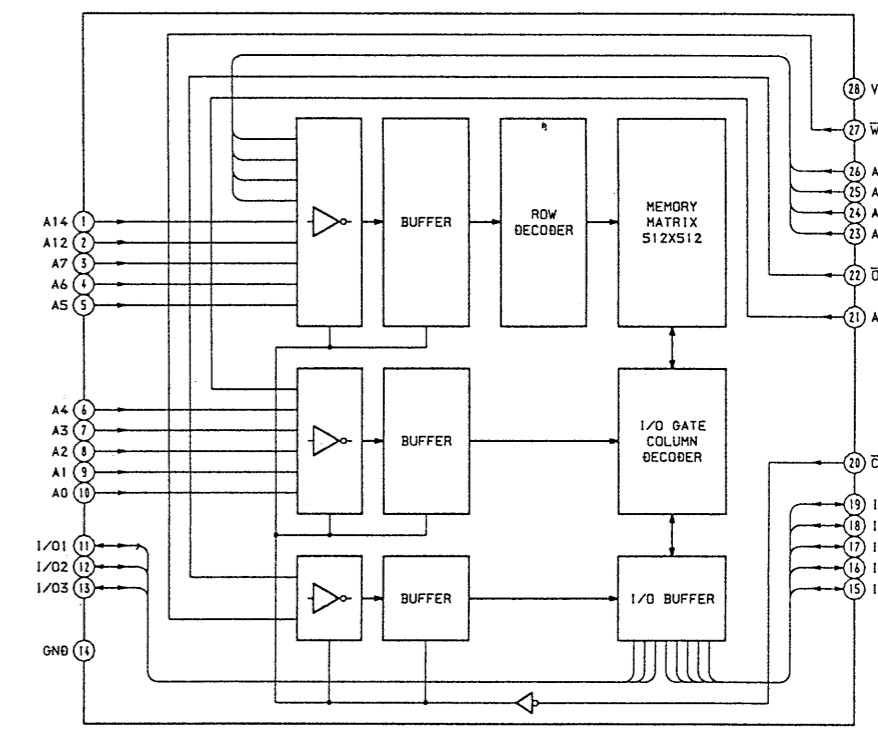 28 V
27 W
26 A
25 A
24 A
23 A
22 O
21 A
20 C
19 I
18 I
17 I
16 I
15 I
A14 1
A12 2
A7 3
A6 4
A5 5
A4 6
A3 7
A2 8
A1 9
A0 10
I/O1 11
I/O2 12
I/O3 13
GND 14
BUFFER
ROW
DECODER
MEMORY
MATRIX
512X512
BUFFER
I/O GATE
COLUMN
DECODER
BUFFER
I/O BUFFER